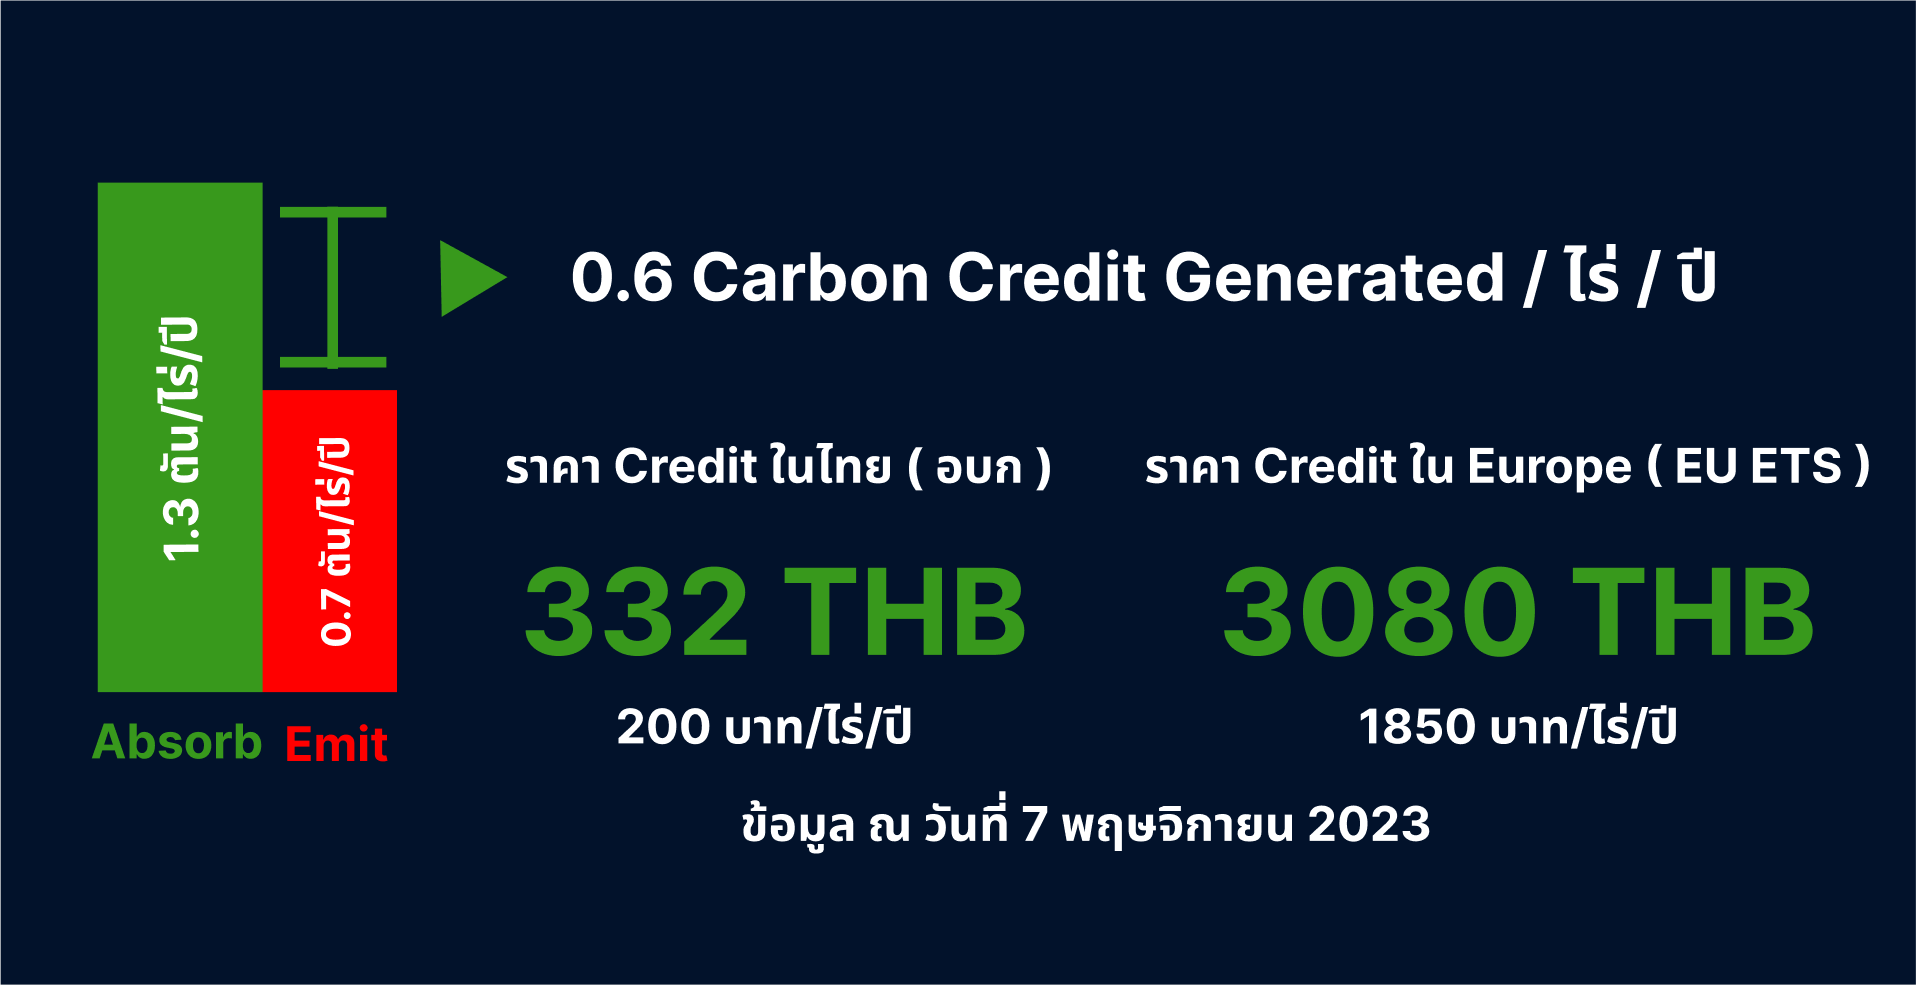 1.3 ตัน/ไร่/ปี
0.7 ตัน/ไร่/ปี
Absorb
Emit
0.6 Carbon Credit Generated / ไร่ / ปี
ราคา Credit ในไทย ( อบก )
332 THB
200 บาท/ไร่/ปี
ราคา Credit ใน Europe ( EU ETS )
3080 THB
1850 บาท/ไร่/ปี
ข้อมูล ณ วันที่ 7 พฤษจิกายน 2023